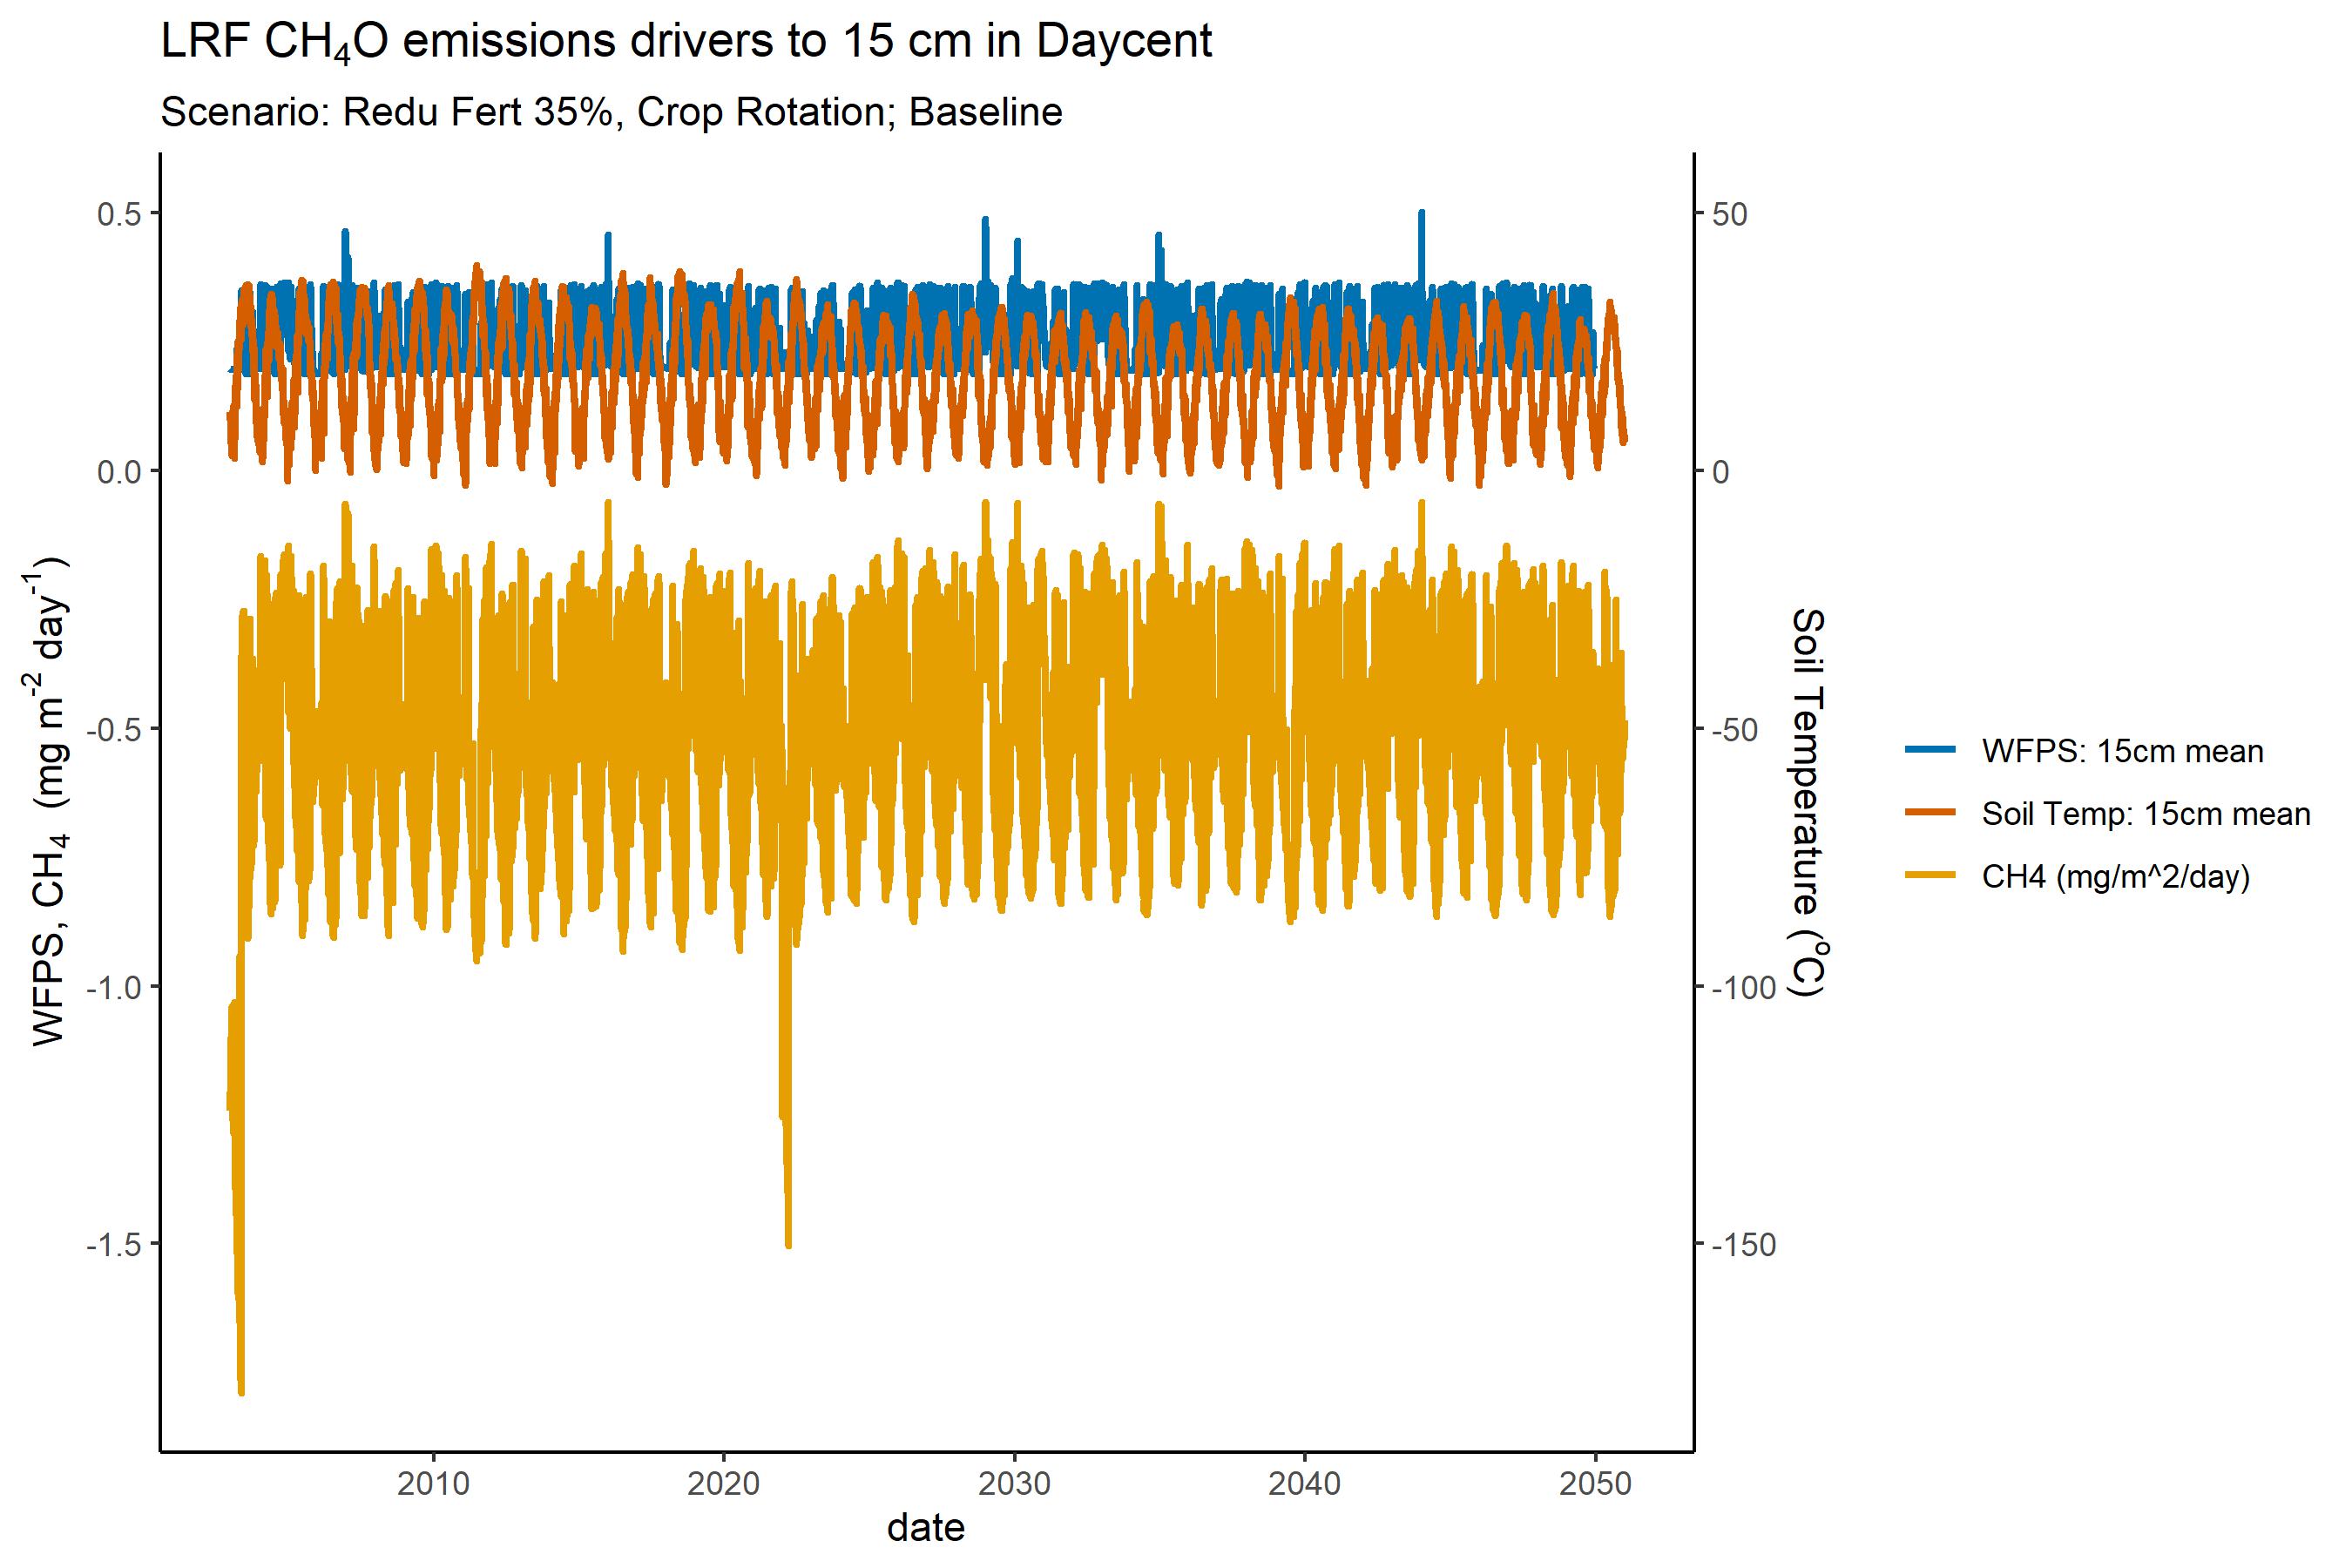 LRF CH₄O emissions drivers to 15 cm in Daycent
Scenario: Redu Fert 35%, Crop Rotation; Baseline
WFPS, CH₄ (mg m⁻² day⁻¹)
0.5
0.0
-0.5
-1.0
-1.5
50
0
-50
-100
-150
Soil Temperature (°C)
2010 2020 2030 2040 2050
date
WFPS: 15cm mean
Soil Temp: 15cm mean
CH4 (mg/m^2/day)